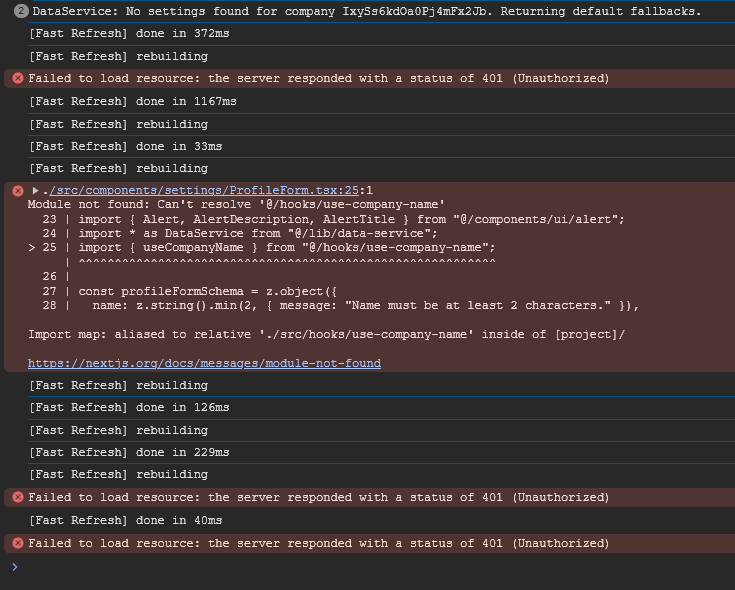 2 DataService: No settings found for company IxySs6kdOa0Pj4mFx2Jb. Returning default fallbacks.
[Fast Refresh] done in 372ms
[Fast Refresh] rebuilding
Failed to load resource: the server responded with a status of 401 (Unauthorized)
[Fast Refresh] done in 1167ms
[Fast Refresh] rebuilding
[Fast Refresh] done in 33ms
[Fast Refresh] rebuilding
./src/components/settings/ProfileForm.tsx:25:1
Module not found: Can't resolve '@/hooks/use-company-name'
  23 | import { Alert, AlertDescription, AlertTitle } from "@/components/ui/alert";
  24 | import * as DataService from "@/lib/data-service";
> 25 | import { useCompanyName } from "@/hooks/use-company-name";
     | ^^^^^^^^^^^^^^^^^^^^^^^^^^^^^^^^^^^^^^^^^^^^^^^^^^^^^^^^^^
  26 |
  27 | const profileFormSchema = z.object({
  28 |   name: z.string().min(2, { message: "Name must be at least 2 characters." }),
Import map: aliased to relative './src/hooks/use-company-name' inside of [project]/
https://nextjs.org/docs/messages/module-not-found
[Fast Refresh] rebuilding
[Fast Refresh] done in 126ms
[Fast Refresh] rebuilding
[Fast Refresh] done in 229ms
[Fast Refresh] rebuilding
Failed to load resource: the server responded with a status of 401 (Unauthorized)
[Fast Refresh] done in 40ms
Failed to load resource: the server responded with a status of 401 (Unauthorized)